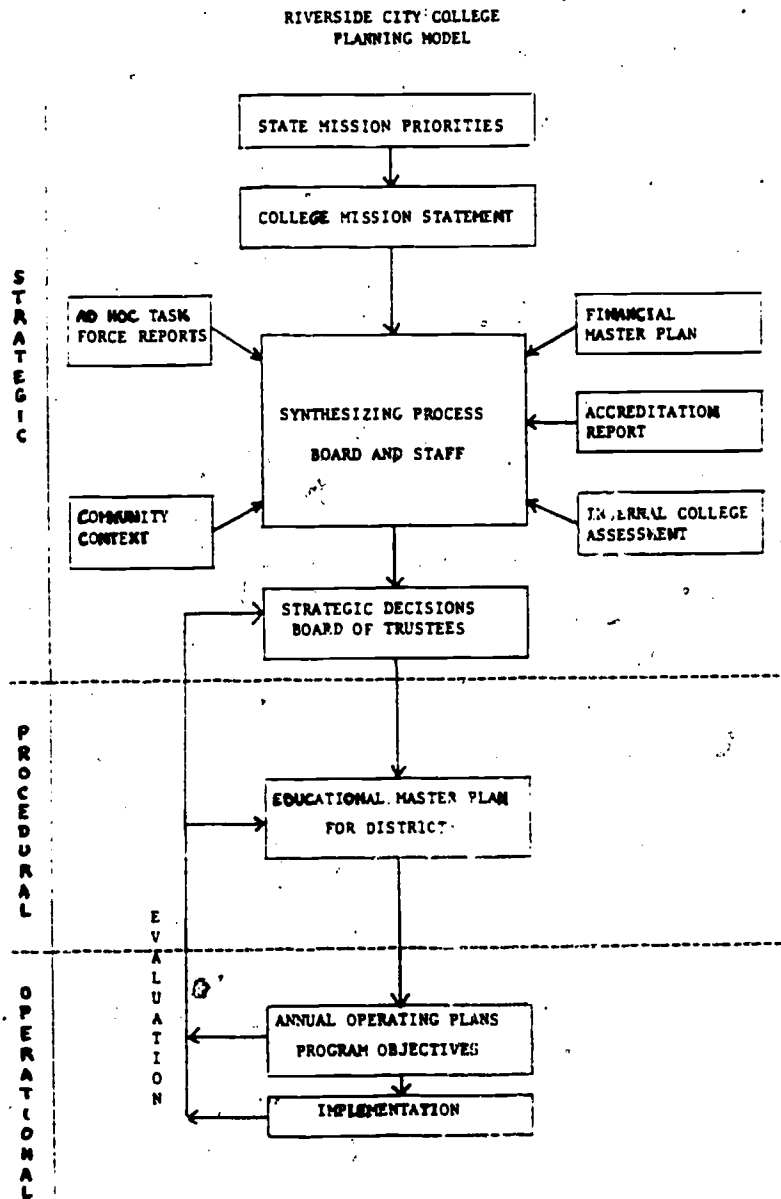 RIVERSIDE CITY COLLEGE
PLANNING MODEL
STATE MISSION PRIORITIES
COLLEGE MISSION STATEMENT
STRATEGIC
AD HOC TASK
FORCE REPORTS
FINANCIAL
MASTER PLAN
SYNTHESIZING PROCESS
BOARD AND STAFF
ACCREDITATION
REPORT
COMMUNITY
CONTEXT
INTERNAL COLLEGE
ASSESSMENT
STRATEGIC DECISIONS
BOARD OF TRUSTEES
PROCEDURAL
EDUCATIONAL MASTER PLAN
FOR DISTRICT
EVALUATION
OPERATIONAL
ANNUAL OPERATING PLANS
PROGRAM OBJECTIVES
IMPLEMENTATION